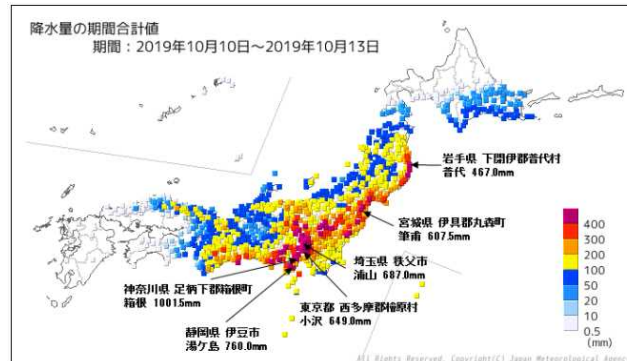 降水量の期間合計値
期間：2019年10月10日～2019年10月13日
岩手県 下閉伊郡普代村
普代 467.0mm
宮城県 伊具郡丸森町
筆甫 607.5mm
埼玉県 秩父市
浦山 687.0mm
神奈川県 足柄下郡箱根町
箱根 1001.5mm
東京都 西多摩郡檜原村
小沢 649.0mm
静岡県 伊豆市
湯ケ島 760.0mm
400
300
200
100
50
20
10
0.5
(mm)
All Rights Reserved. Copyright(C) Japan Meteorological Agency